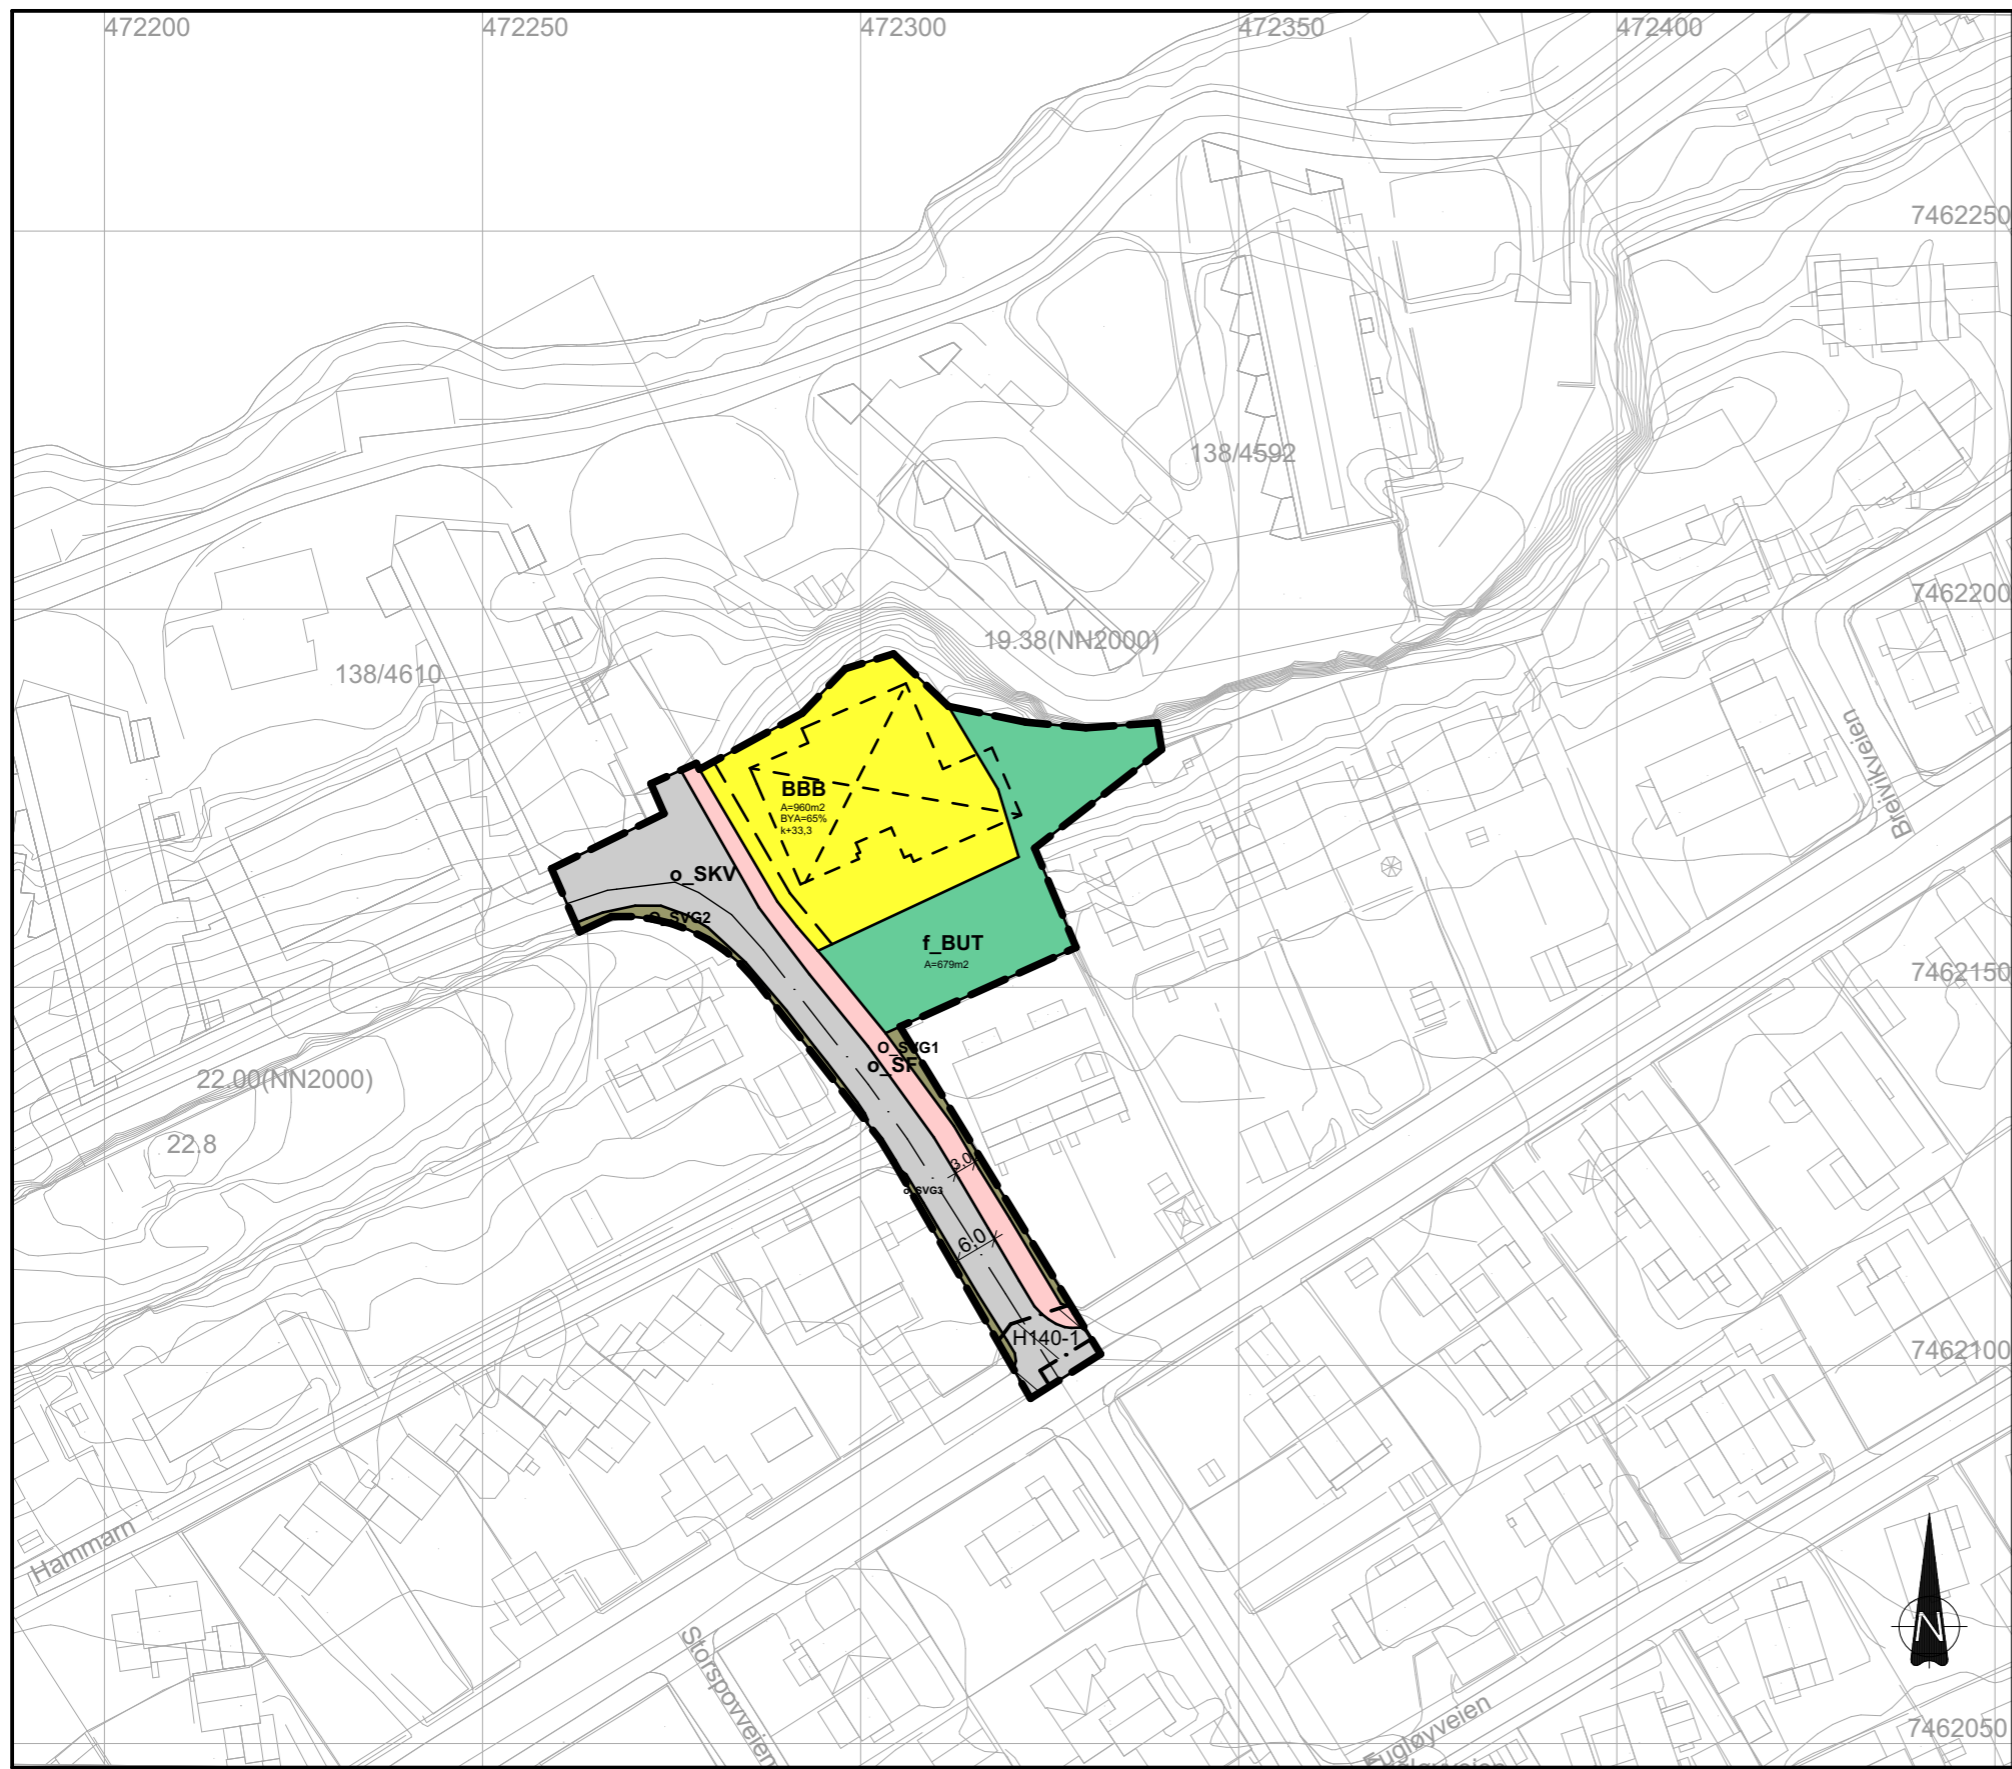 472200
472250
472300
472350
472400
7462250
138/4592
7462200
19.38(NN2000)
138/4610
Breivikveien
BBB
A=960m2
BYA=65%
k+33,3
o_SKV
O_SVG2
f_BUT
A=679m2
7462150
O_SVG1
o_SF
22.00(NN2000)
22.8
3,0
o_SVG3
6,0
H140-1
7462100
Hammarn
N
Storspovveien
Fugløyveien
Fugløyveien
7462050